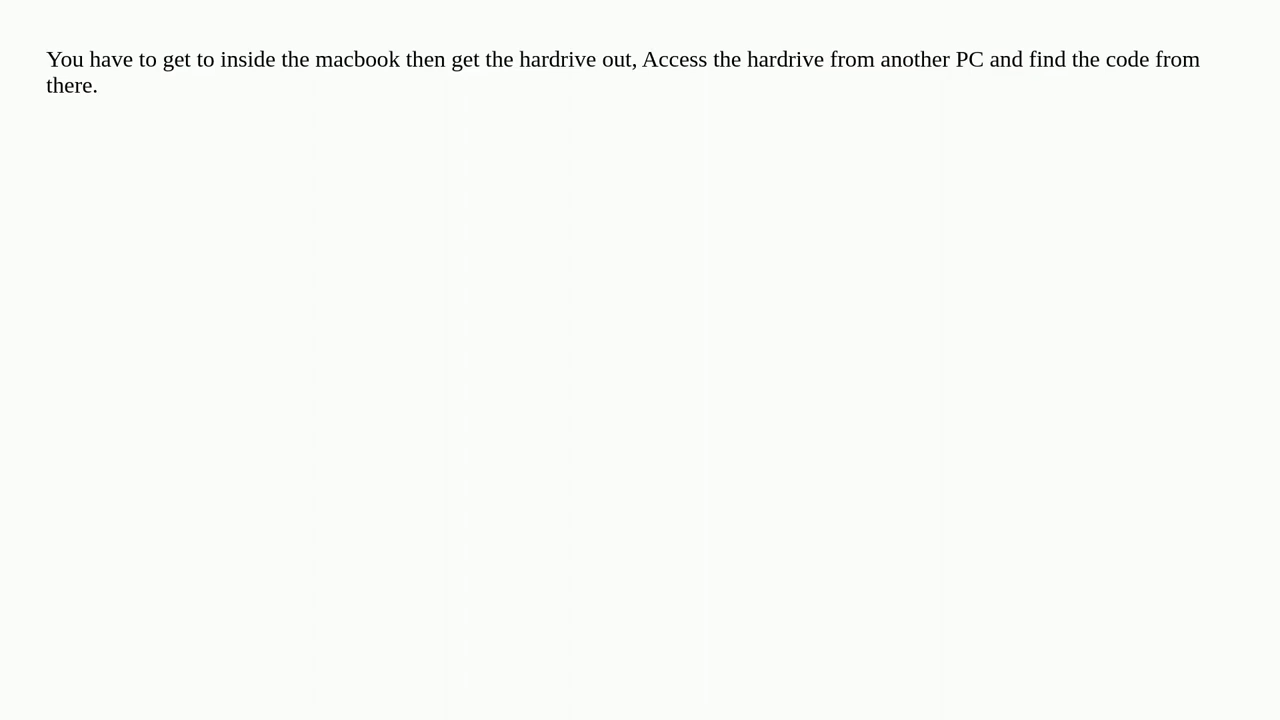 You have to get to inside the macbook then get the hardrive out, Access the hardrive from another PC and find the code from
there.